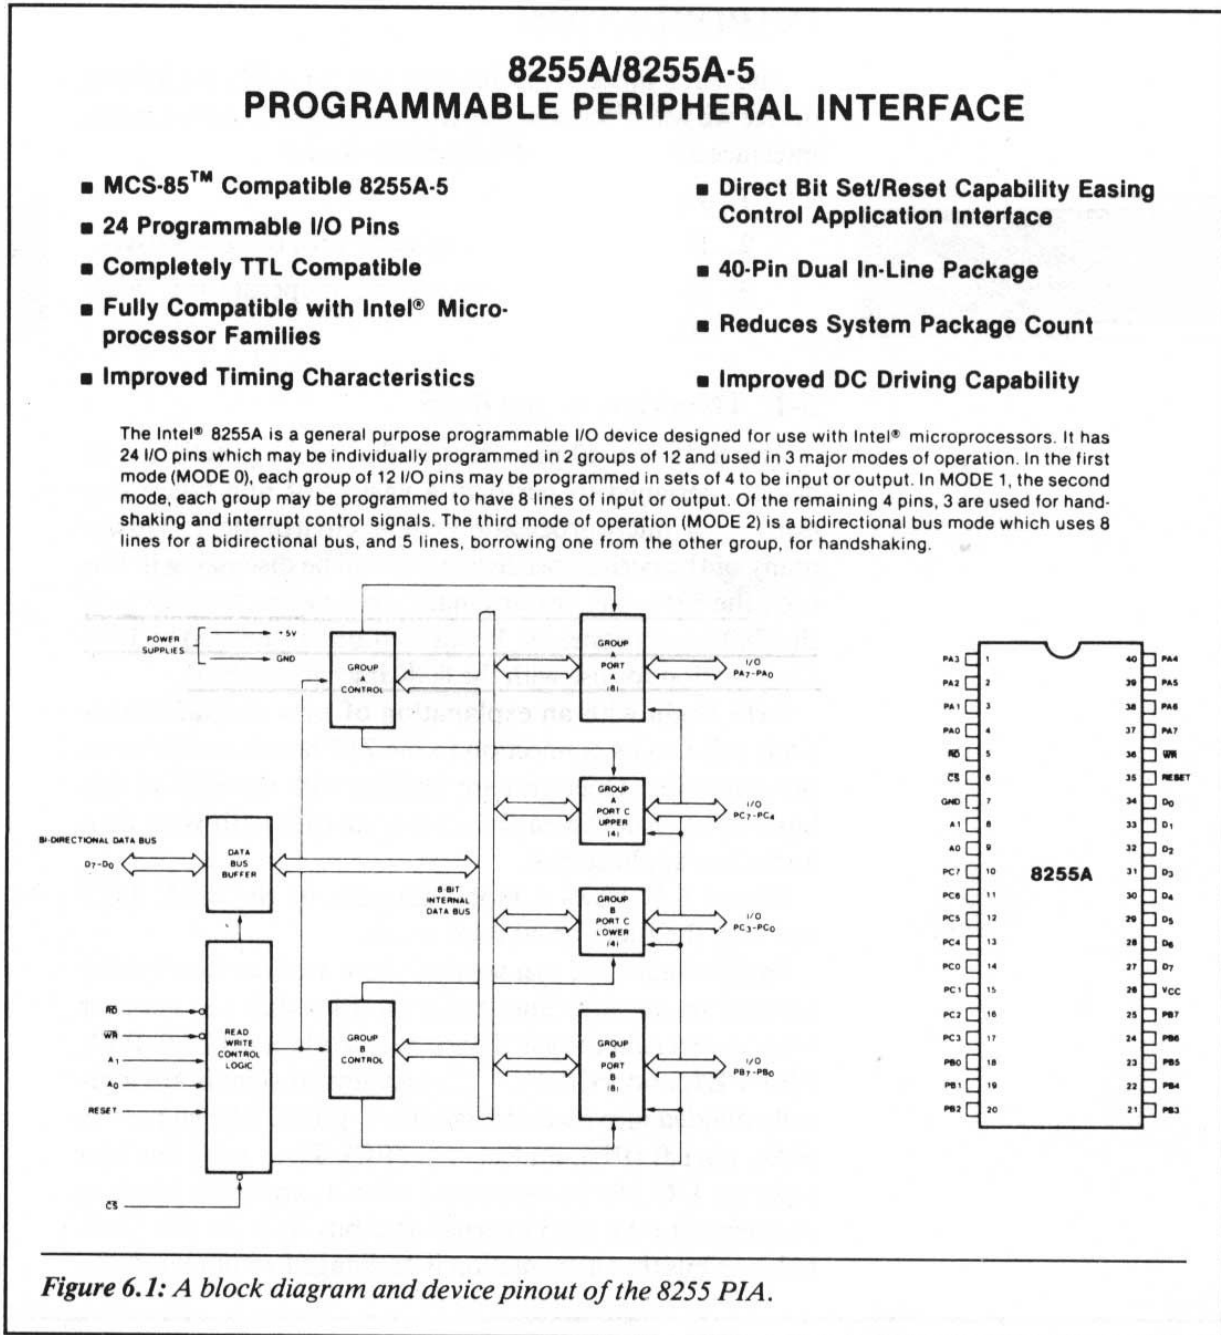 8255A/8255A-5
PROGRAMMABLE PERIPHERAL INTERFACE
■ MCS-85™ Compatible 8255A-5
■ 24 Programmable I/O Pins
■ Completely TTL Compatible
■ Fully Compatible with Intel® Micro-
processor Families
■ Improved Timing Characteristics
■ Direct Bit Set/Reset Capability Easing
Control Application Interface
■ 40-Pin Dual In-Line Package
■ Reduces System Package Count
■ Improved DC Driving Capability
The Intel® 8255A is a general purpose programmable I/O device designed for use with Intel® microprocessors. It has
24 I/O pins which may be individually programmed in 2 groups of 12 and used in 3 major modes of operation. In the first
mode (MODE 0), each group of 12 I/O pins may be programmed in sets of 4 to be input or output. In MODE 1, the second
mode, each group may be programmed to have 8 lines of input or output. Of the remaining 4 pins, 3 are used for hand-
shaking and interrupt control signals. The third mode of operation (MODE 2) is a bidirectional bus mode which uses 8
lines for a bidirectional bus, and 5 lines, borrowing one from the other group, for handshaking.
POWER
SUPPLIES
+5V
GND
GROUP
A
CONTROL
GROUP
A
PORT
A
(8)
I/O
PA7-PA0
GROUP
A
PORT C
UPPER
(4)
I/O
PC7-PC4
BI-DIRECTIONAL DATA BUS
D7-D0
DATA
BUS
BUFFER
8 BIT
INTERNAL
DATA BUS
GROUP
B
PORT C
LOWER
(4)
I/O
PC3-PC0
RD
WR
A1
A0
RESET
CS
READ
WRITE
CONTROL
LOGIC
GROUP
B
CONTROL
GROUP
B
PORT
B
(8)
I/O
PB7-PB0
PA3 1 40 PA4
PA2 2 39 PA5
PA1 3 38 PA6
PA0 4 37 PA7
RD 5 36 WR
CS 6 35 RESET
GND 7 34 D0
A1 8 33 D1
A0 9 32 D2
PC7 10 31 D3
8255A
PC6 11 30 D4
PC5 12 29 D5
PC4 13 28 D6
PC0 14 27 D7
PC1 15 26 VCC
PC2 16 25 PB7
PC3 17 24 PB6
PB0 18 23 PB5
PB1 19 22 PB4
PB2 20 21 PB3
Figure 6.1: A block diagram and device pinout of the 8255 PIA.